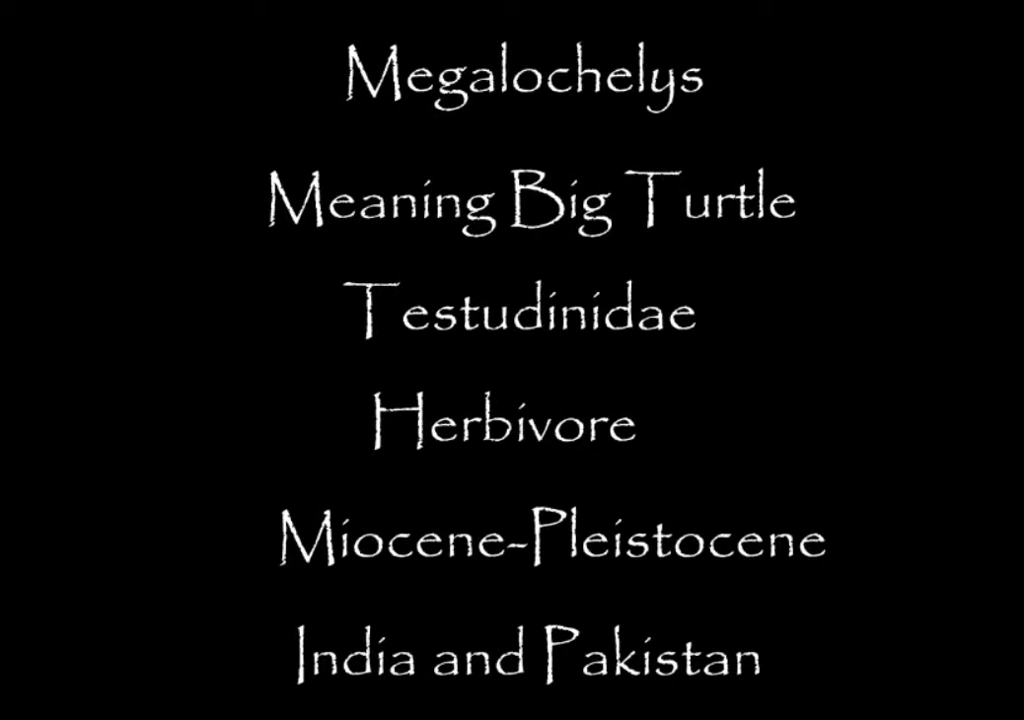 Megalochelys
Meaning Big Turtle
Testudinidae
Herbivore
Miocene-Pleistocene
India and Pakistan